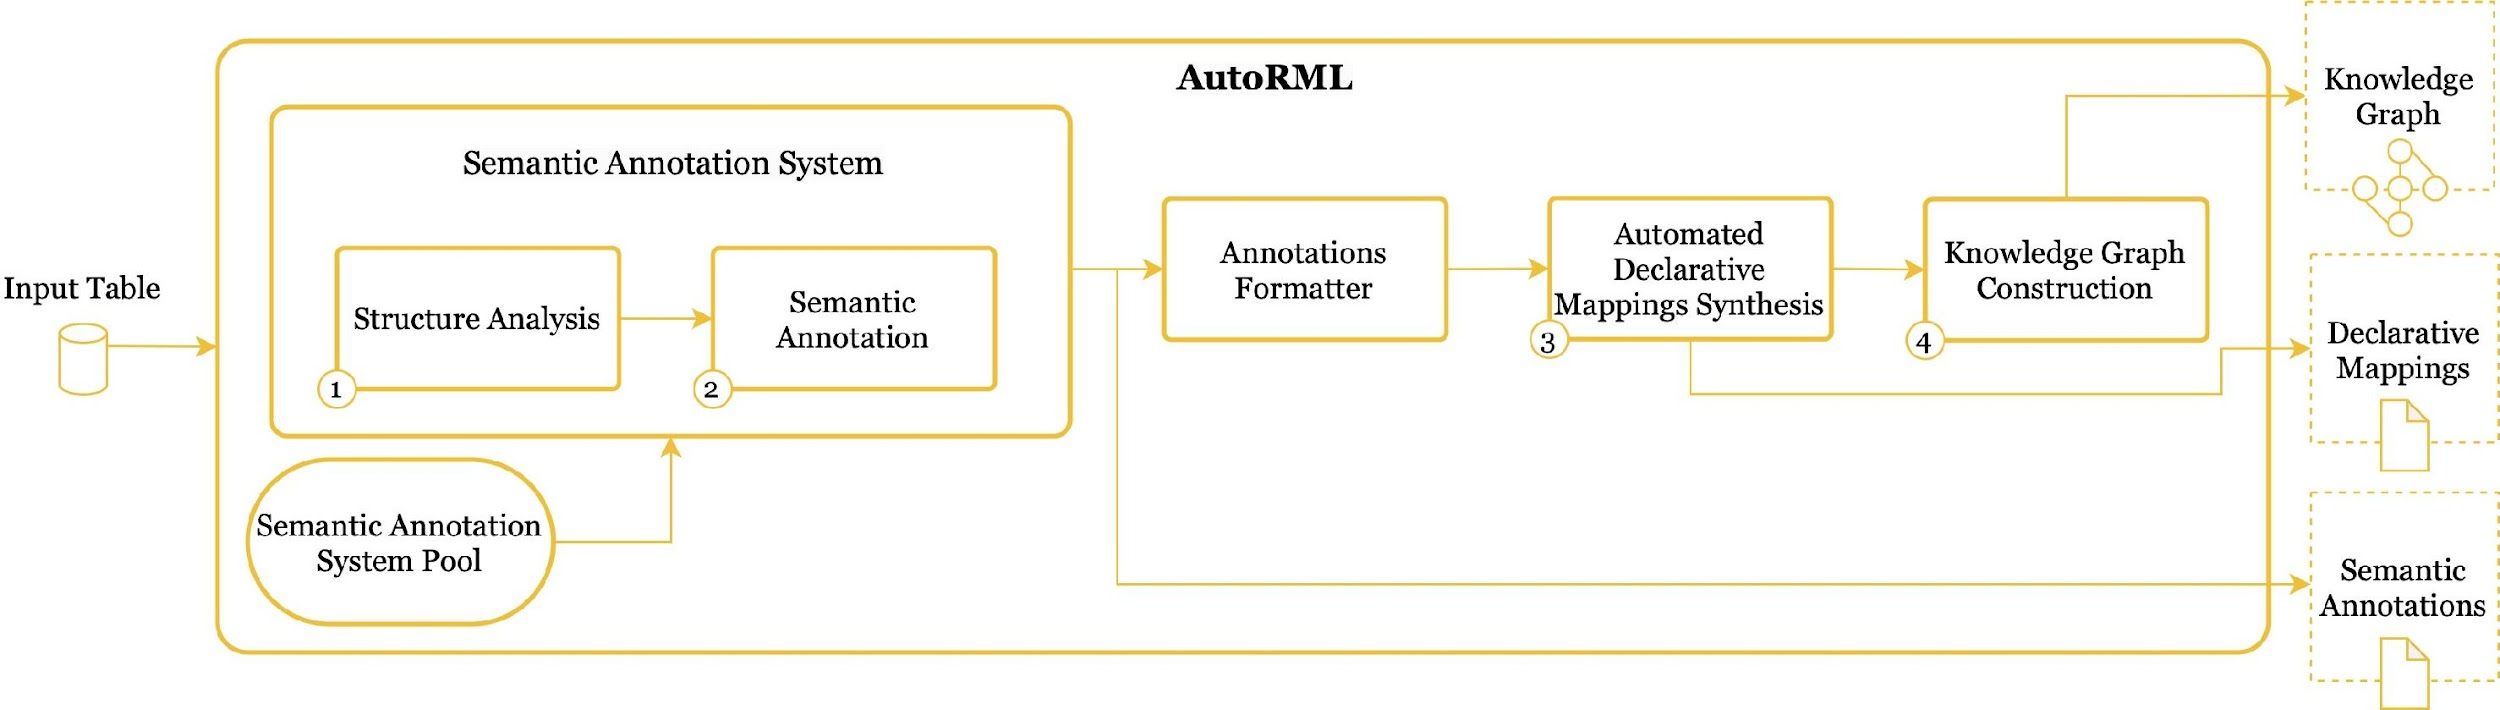 AutoRML
Semantic Annotation System
Input Table
Structure Analysis
1
Semantic
Annotation
2
Semantic Annotation
System Pool
Annotations
Formatter
Automated
Declarative
Mappings Synthesis
3
Knowledge Graph
Construction
4
Knowledge
Graph
Declarative
Mappings
Semantic
Annotations